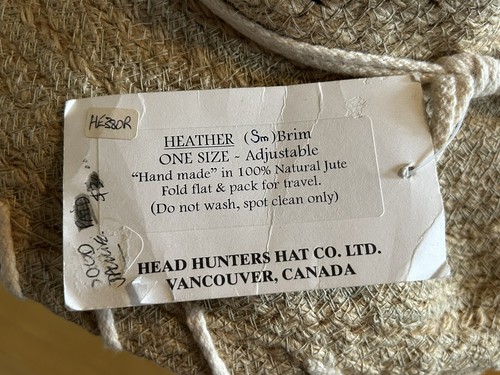 HE330R
HEATHER (Sm)Brim
ONE SIZE - Adjustable
"Hand made" in 100% Natural Jute
Fold flat & pack for travel.
(Do not wash, spot clean only)
HEAD HUNTERS HAT CO. LTD.
VANCOUVER, CANADA